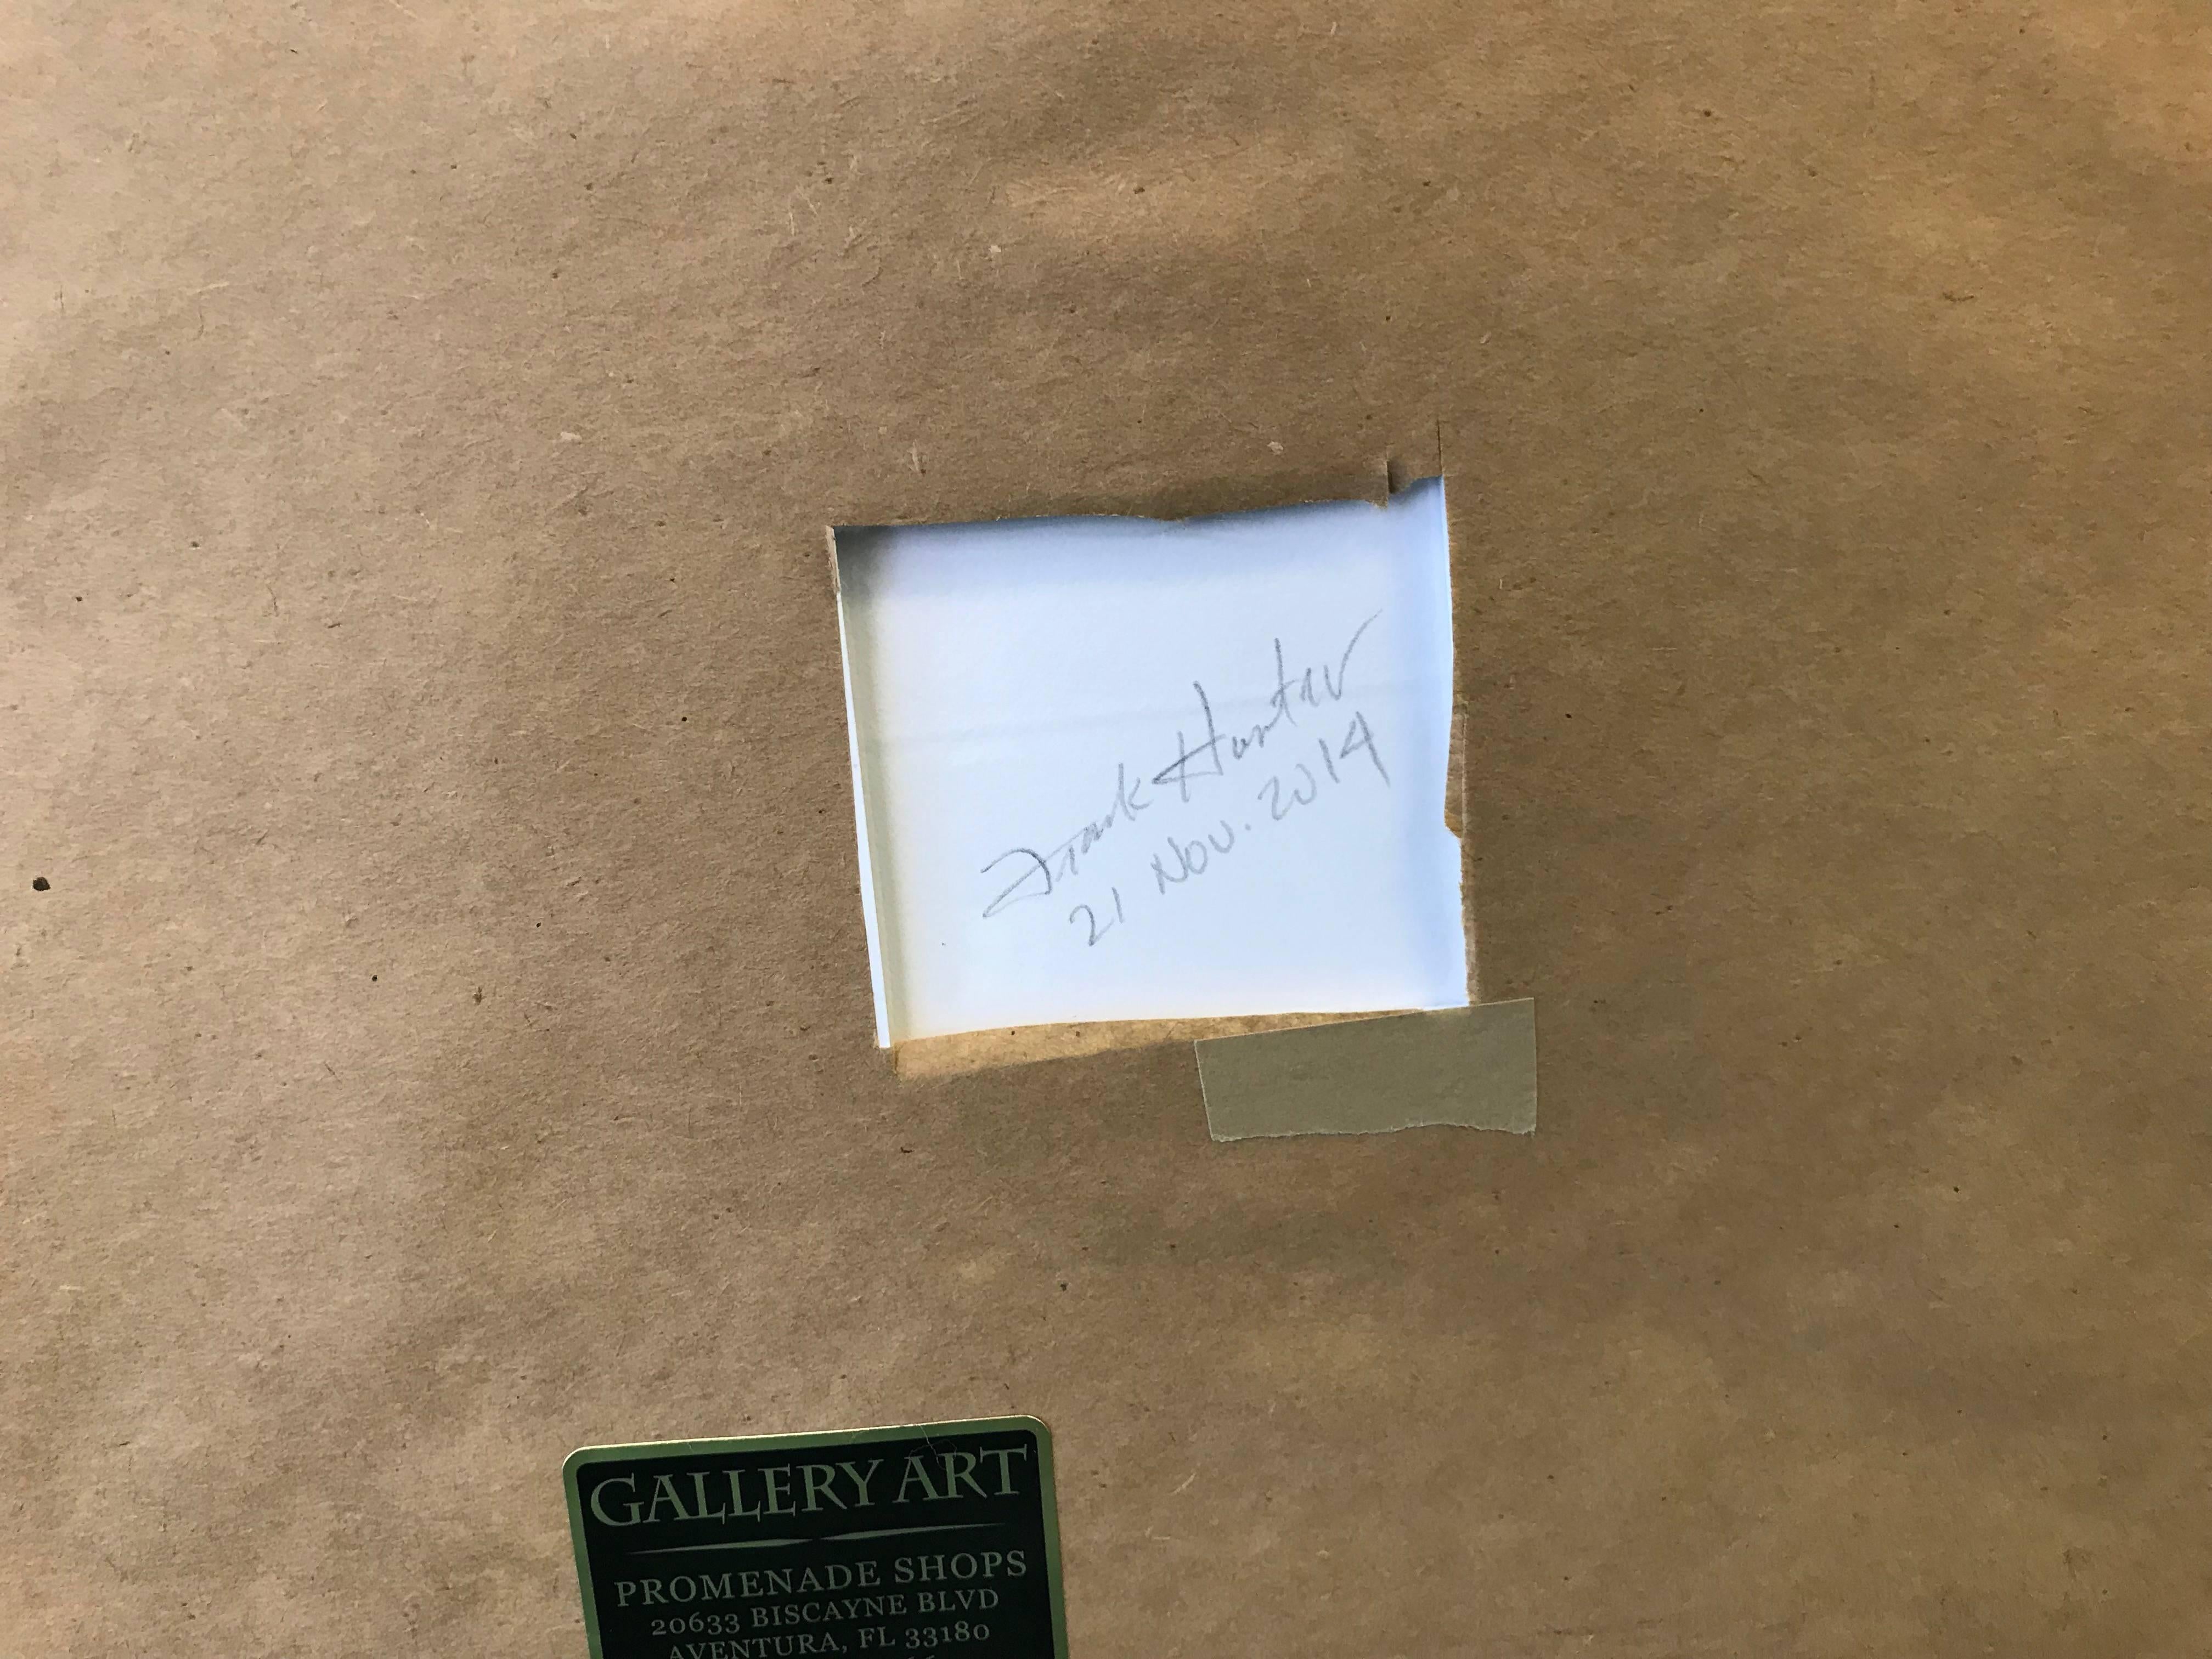 Frank Hunter
21 Nov. 2014
GALLERY ART
PROMENADE SHOPS
20633 BISCAYNE BLVD
AVENTURA, FL 33180